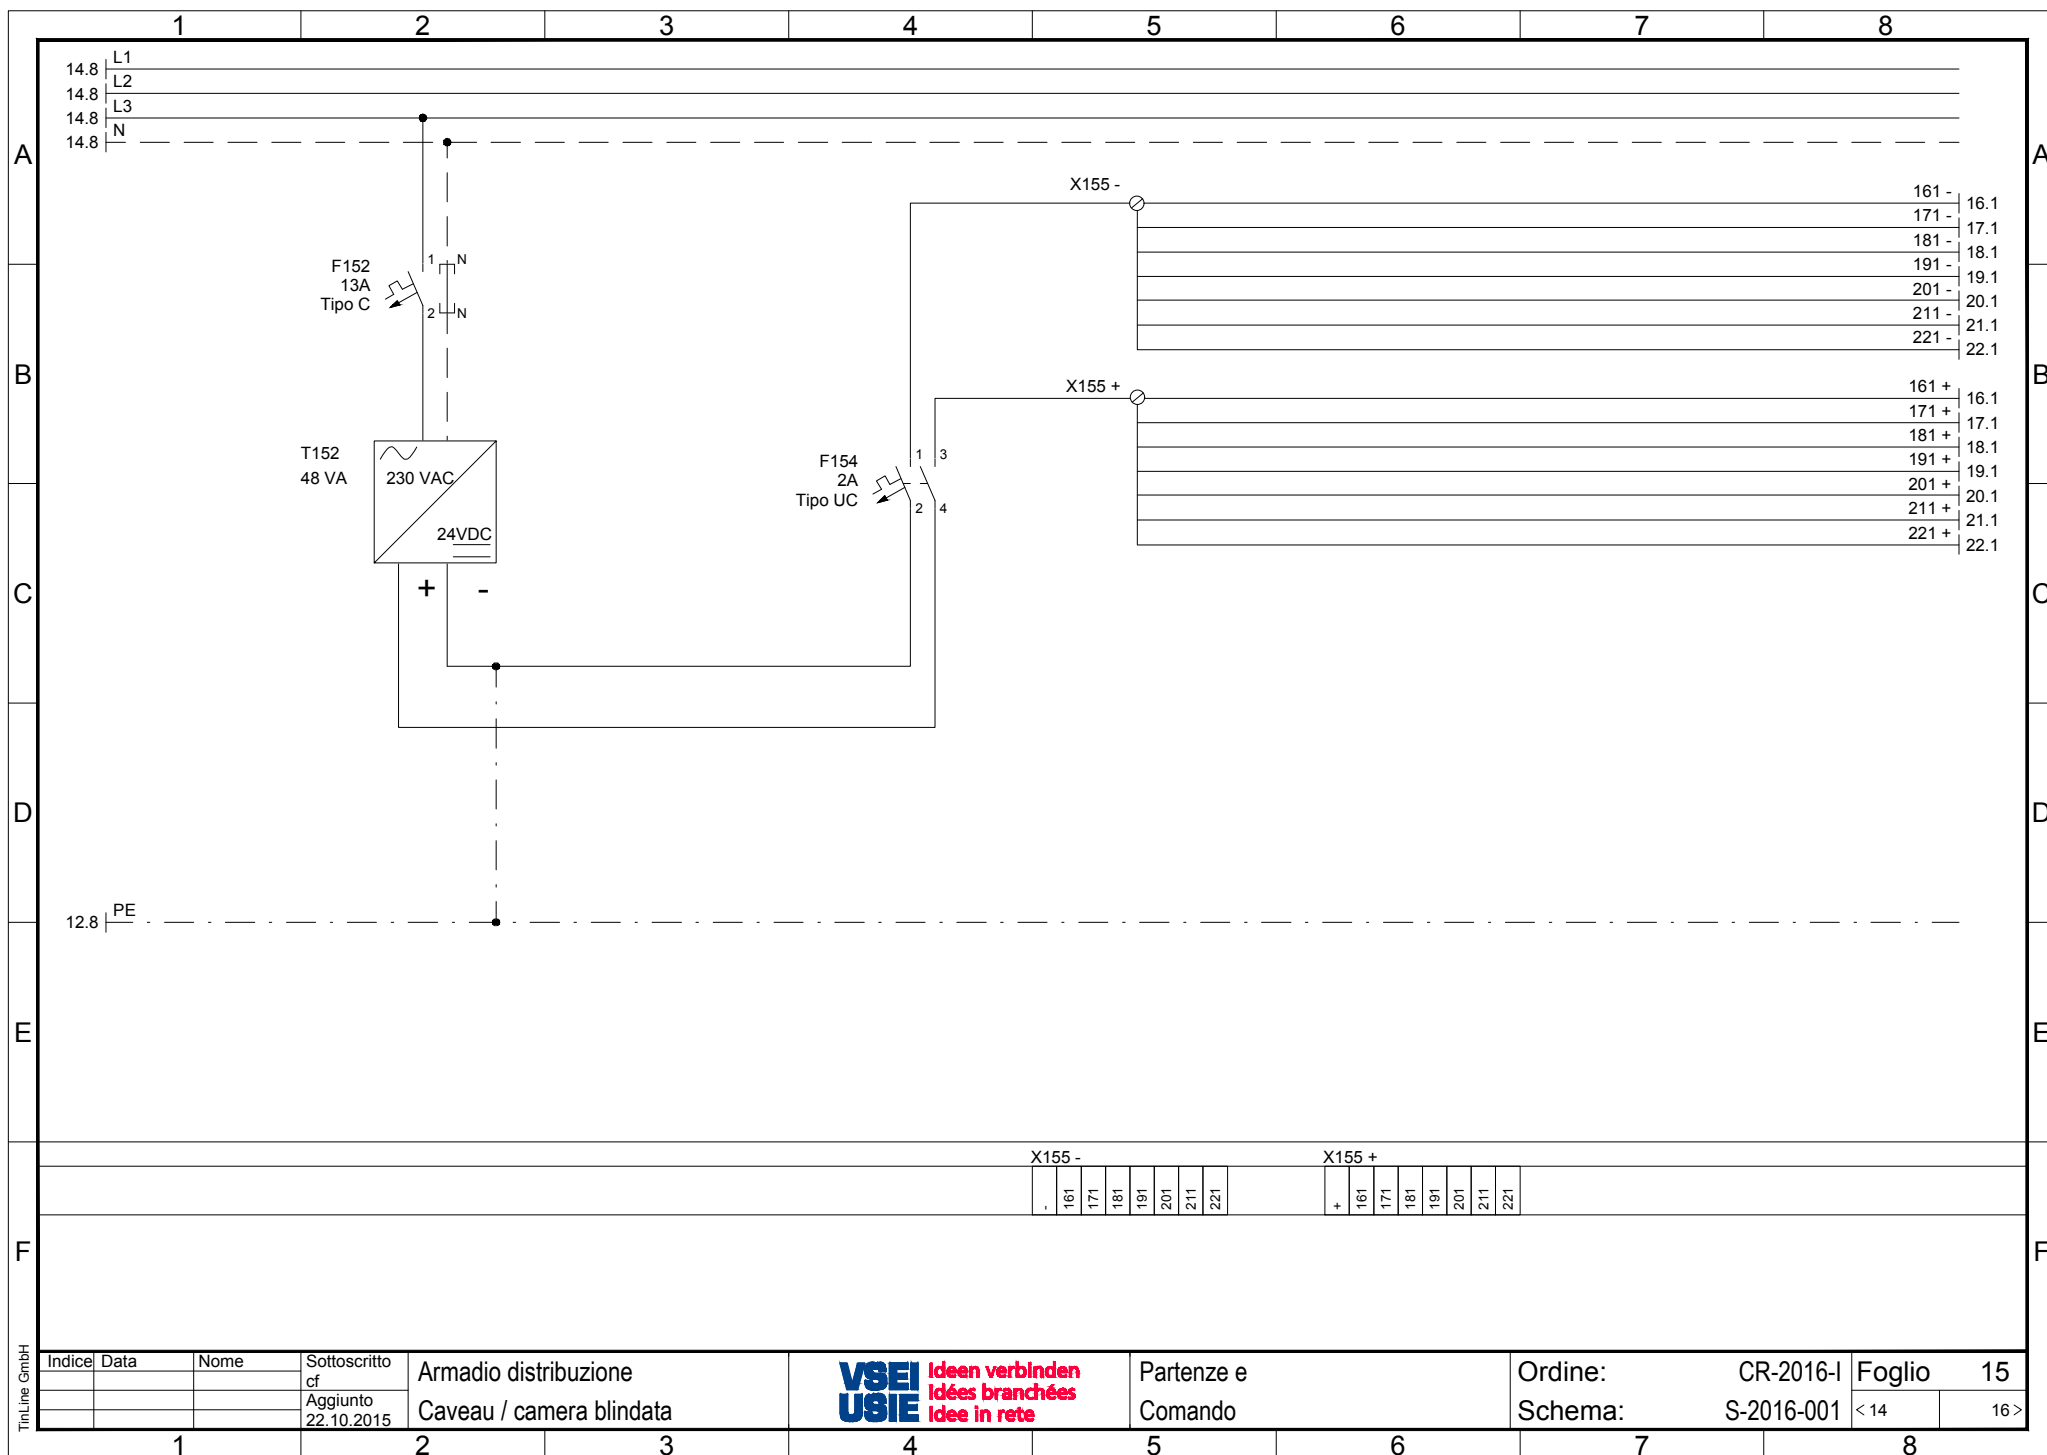 1 2 3 4 5 6 7 8
14.8 L1
14.8 L2
14.8 L3
14.8 N
A A
X155 -
161 - 16.1
171 - 17.1
181 - 18.1
191 - 19.1
201 - 20.1
211 - 21.1
221 - 22.1
F152
13A
Tipo C
1 N
2 N
B B
X155 +
161 + 16.1
171 + 17.1
181 + 18.1
191 + 19.1
201 + 20.1
211 + 21.1
221 + 22.1
T152
48 VA
230 VAC
24VDC
+ -
F154
2A
Tipo UC
1 3
2 4
C C
D D
12.8 PE
E E
X155 - X155 +
- 161 171 181 191 201 211 221
+ 161 171 181 191 201 211 221
F F
TinLine GmbH
Indice Data Nome Sottoscritto
cf
Aggiunto
22.10.2015
Armadio distribuzione
Caveau / camera blindata
VSEI
USIE
Ideen verbinden
Idées branchées
Idee in rete
Partenze e
Comando
Ordine: CR-2016-I
Schema: S-2016-001
Foglio 15
< 14 16 >
1 2 3 4 5 6 7 8